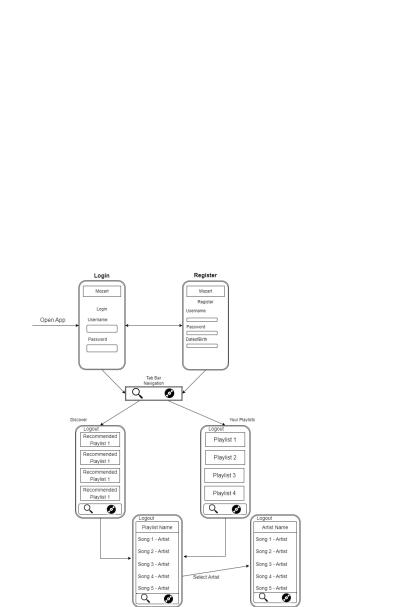 Login
Register
Mozart
Mozart
Register
Login
Username
Open App
Username
Password
Password
DateofBirth
Tab Bar
Navigation
Discover
Your Playlists
Logout
Logout
Recommended
Playlist 1
Recommended
Playlist 1
Recommended
Playlist 1
Recommended
Playlist 1
Playlist 1
Playlist 2
Playlist 3
Playlist 4
Logout
Playlist Name
Song 1 - Artist
Song 2 - Artist
Song 3 - Artist
Song 4 - Artist
Song 5 - Artist
Select Artist
Logout
Artist Name
Song 1 - Artist
Song 2 - Artist
Song 3 - Artist
Song 4 - Artist
Song 5 - Artist